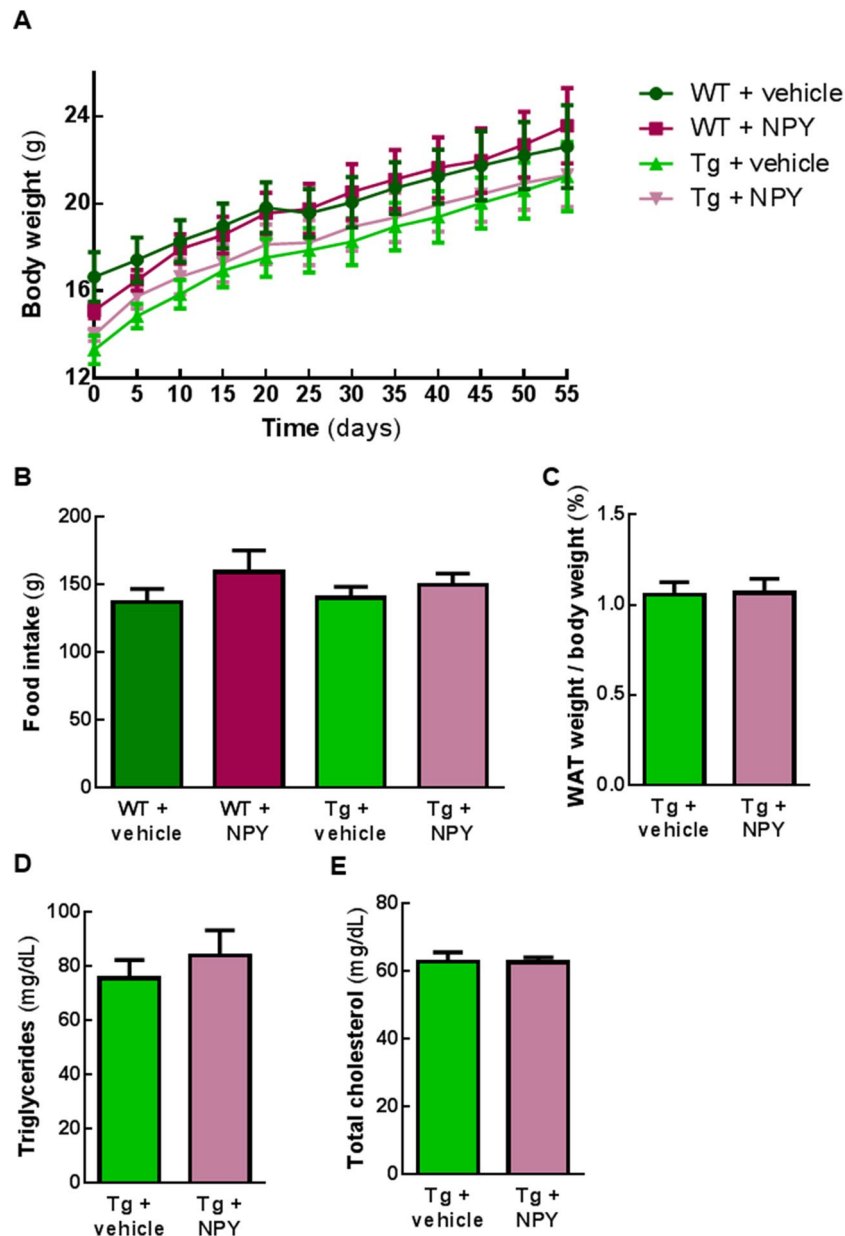 A
Body weight (g)
24
20
16
12
0 5 10 15 20 25 30 35 40 45 50 55
Time (days)
WT + vehicle
WT + NPY
Tg + vehicle
Tg + NPY
B
Food intake (g)
200
150
100
50
0
WT + WT + Tg + Tg +
vehicle NPY vehicle NPY
C
WAT weight / body weight (%)
1.5
1.0
0.5
0.0
Tg + Tg +
vehicle NPY
D
Triglycerides (mg/dL)
100
80
60
40
20
0
Tg + Tg +
vehicle NPY
E
Total cholesterol (mg/dL)
80
60
40
20
0
Tg + Tg +
vehicle NPY